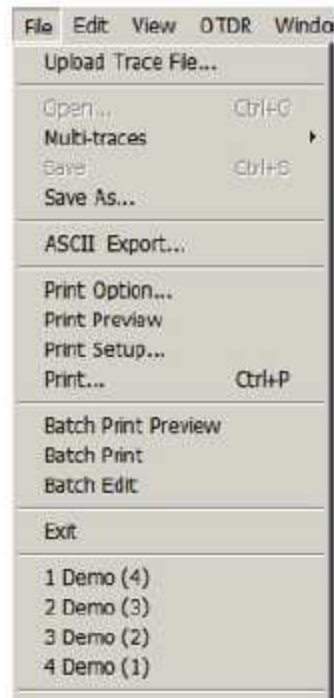 File Edit View OTDR Windo
Upload Trace File...
Open... Ctrl+O
Multi-traces
Save Ctrl+S
Save As...
ASCII Export...
Print Option...
Print Preview
Print Setup...
Print... Ctrl+P
Batch Print Preview
Batch Print
Batch Edit
Exit
1 Demo (4)
2 Demo (3)
3 Demo (2)
4 Demo (1)